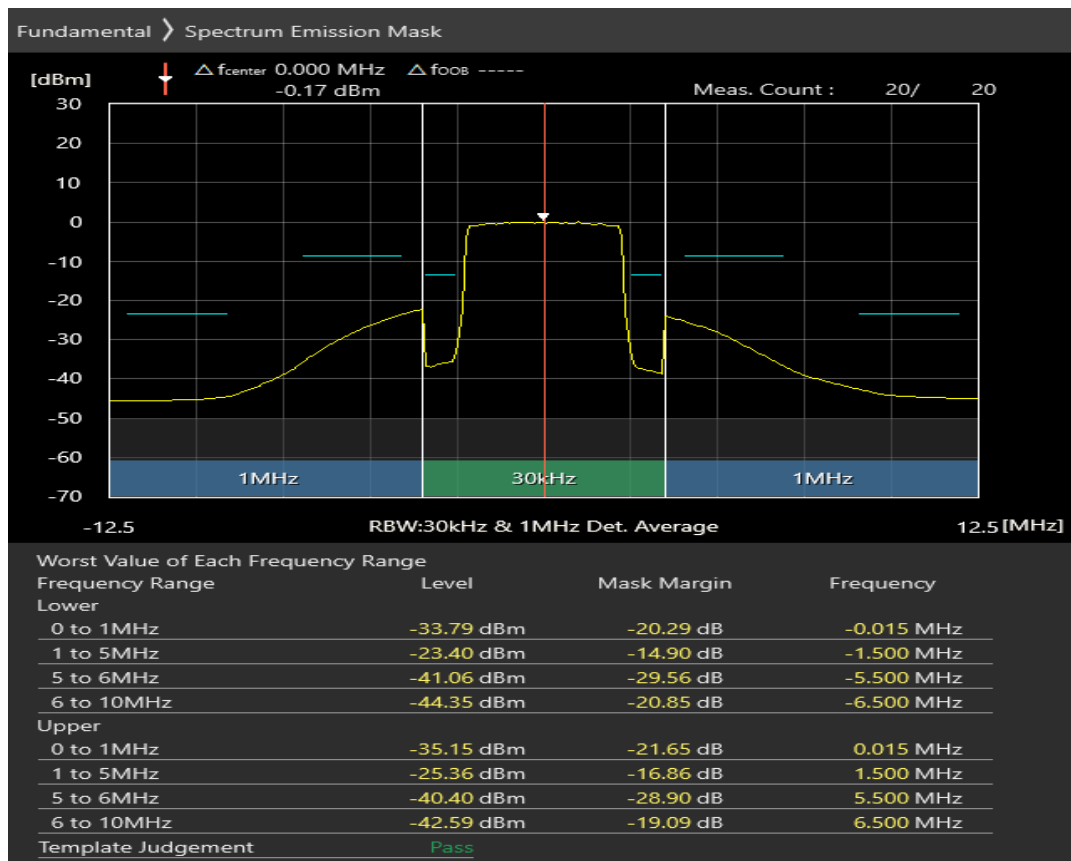 Fundamental ❯ Spectrum Emission Mask
△ fcenter 0.000 MHz △ fOOB -----
[dBm]
-0.17 dBm Meas. Count : 20/ 20
30
20
10
0
-10
-20
-30
-40
-50
-60
1MHz 30kHz 1MHz
-70
-12.5 RBW:30kHz & 1MHz Det. Average 12.5 [MHz]
Worst Value of Each Frequency Range
Frequency Range Level Mask Margin Frequency
Lower
0 to 1MHz -33.79 dBm -20.29 dB -0.015 MHz
1 to 5MHz -23.40 dBm -14.90 dB -1.500 MHz
5 to 6MHz -41.06 dBm -29.56 dB -5.500 MHz
6 to 10MHz -44.35 dBm -20.85 dB -6.500 MHz
Upper
0 to 1MHz -35.15 dBm -21.65 dB 0.015 MHz
1 to 5MHz -25.36 dBm -16.86 dB 1.500 MHz
5 to 6MHz -40.40 dBm -28.90 dB 5.500 MHz
6 to 10MHz -42.59 dBm -19.09 dB 6.500 MHz
Template Judgement Pass